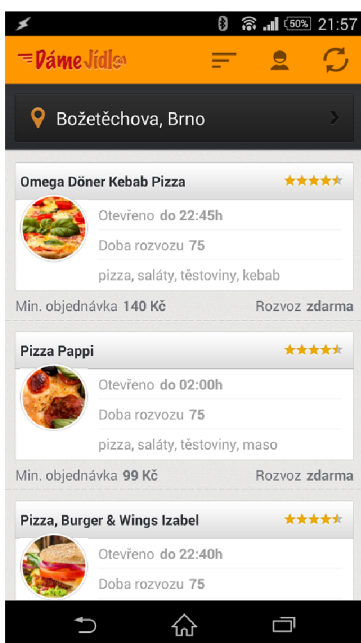 50% 21:57
Dáme Jídlo
Božetěchova, Brno
Omega Döner Kebab Pizza
Otevřeno do 22:45h
Doba rozvozu 75
pizza, saláty, těstoviny, kebab
Min. objednávka 140 Kč Rozvoz zdarma
Pizza Pappi
Otevřeno do 02:00h
Doba rozvozu 75
pizza, saláty, těstoviny, maso
Min. objednávka 99 Kč Rozvoz zdarma
Pizza, Burger & Wings Izabel
Otevřeno do 22:40h
Doba rozvozu 75